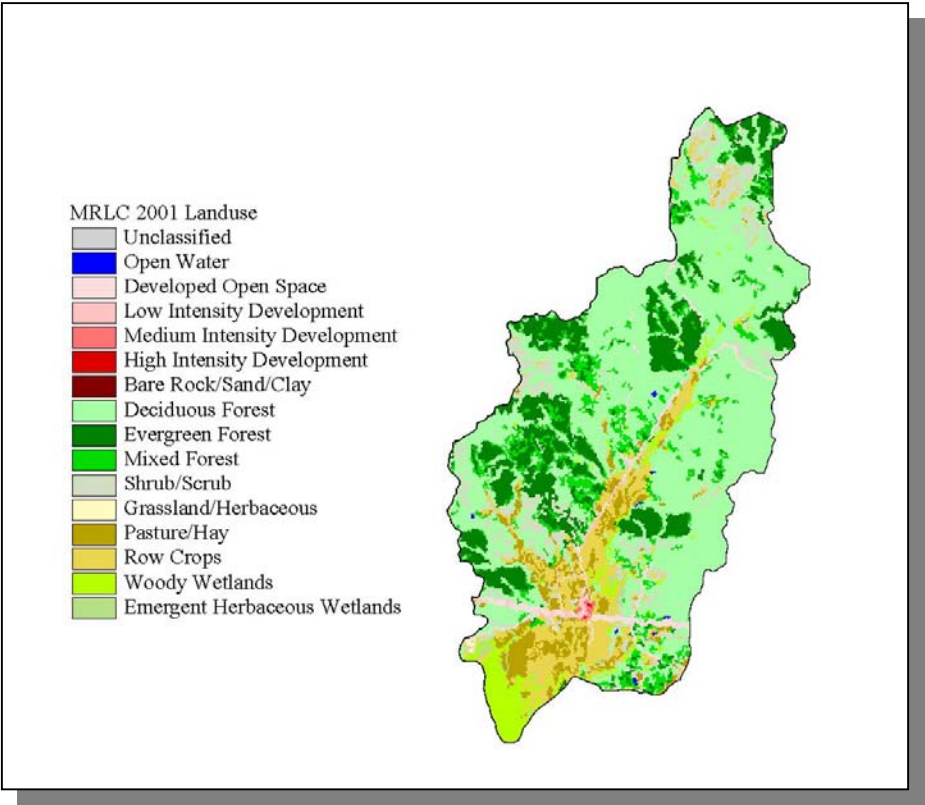 MRLC 2001 Landuse
Unclassified
Open Water
Developed Open Space
Low Intensity Development
Medium Intensity Development
High Intensity Development
Bare Rock/Sand/Clay
Deciduous Forest
Evergreen Forest
Mixed Forest
Shrub/Scrub
Grassland/Herbaceous
Pasture/Hay
Row Crops
Woody Wetlands
Emergent Herbaceous Wetlands